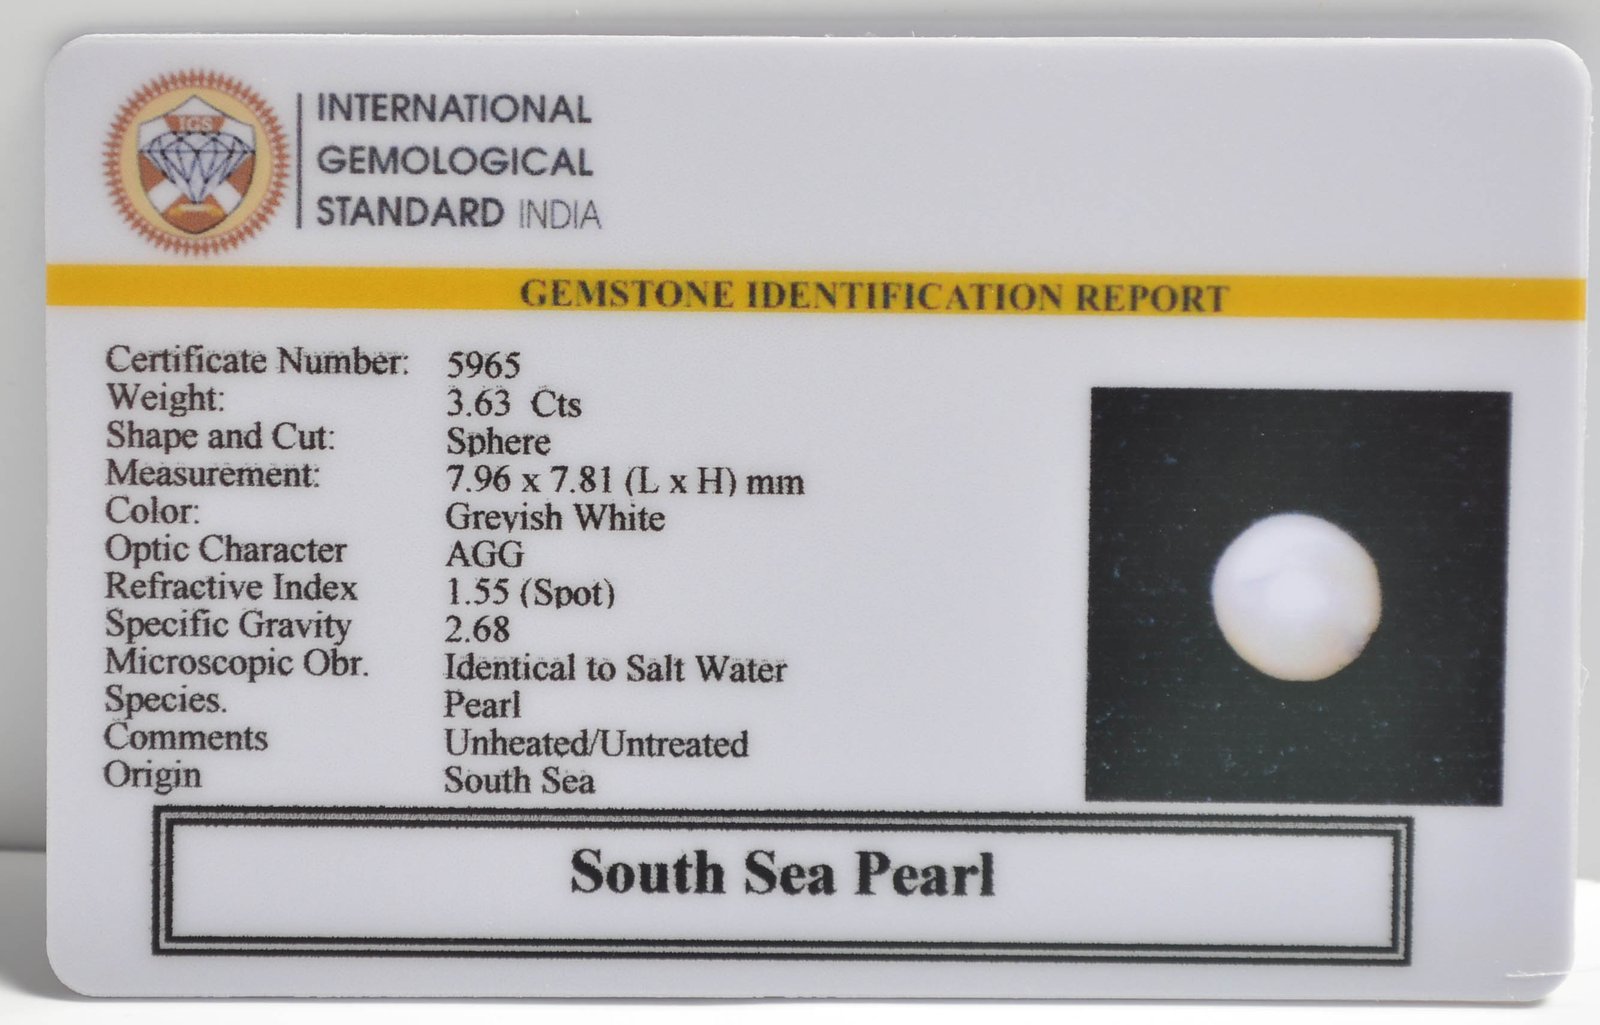 IGS
INTERNATIONAL
GEMOLOGICAL
STANDARD INDIA
GEMSTONE IDENTIFICATION REPORT
Certificate Number: 5965
Weight: 3.63 Cts
Shape and Cut: Sphere
Measurement: 7.96 x 7.81 (L x H) mm
Color: Greyish White
Optic Character AGG
Refractive Index 1.55 (Spot)
Specific Gravity 2.68
Microscopic Obr. Identical to Salt Water
Species. Pearl
Comments Unheated/Untreated
Origin South Sea
South Sea Pearl